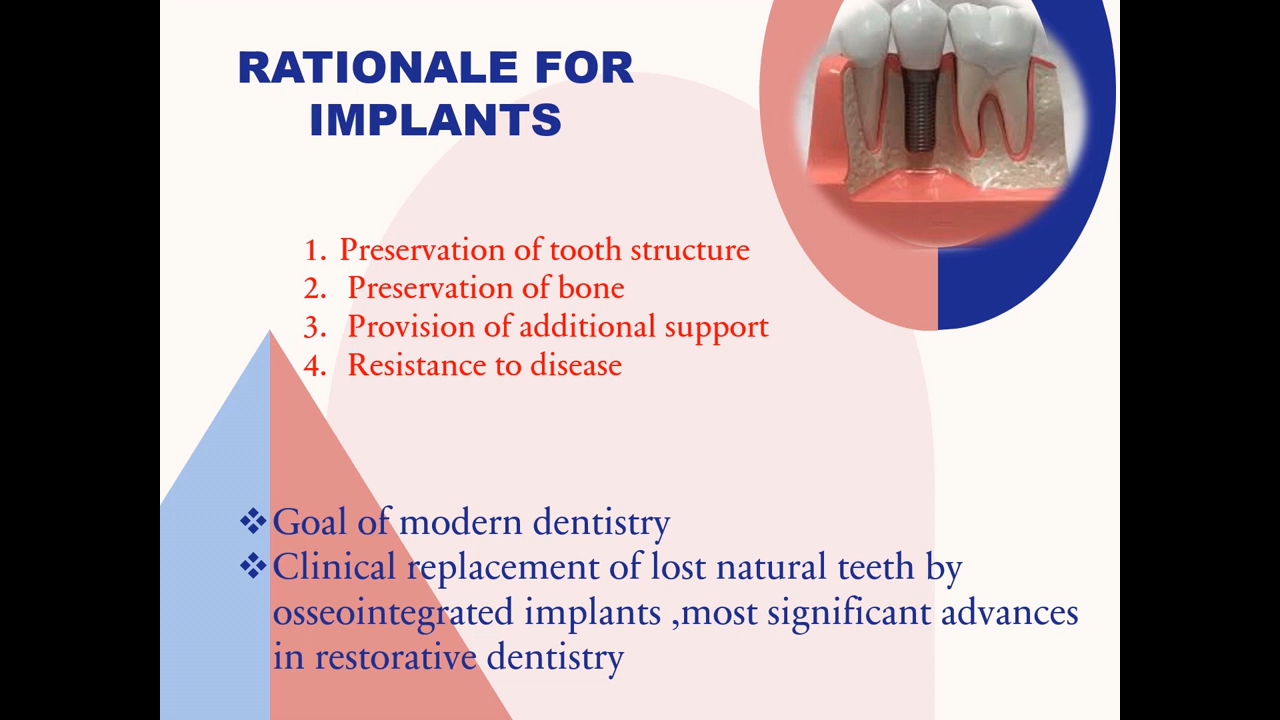 RATIONALE FOR
IMPLANTS
1. Preservation of tooth structure
2. Preservation of bone
3. Provision of additional support
4. Resistance to disease
❖Goal of modern dentistry
❖Clinical replacement of lost natural teeth by
osseointegrated implants ,most significant advances
in restorative dentistry